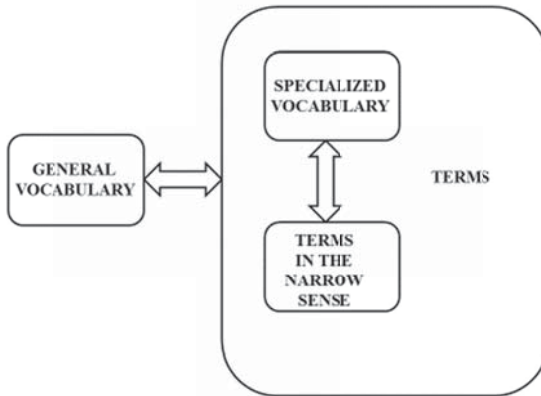 SPECIALIZED
VOCABULARY
GENERAL
VOCABULARY
TERMS
TERMS
IN THE
NARROW
SENSE